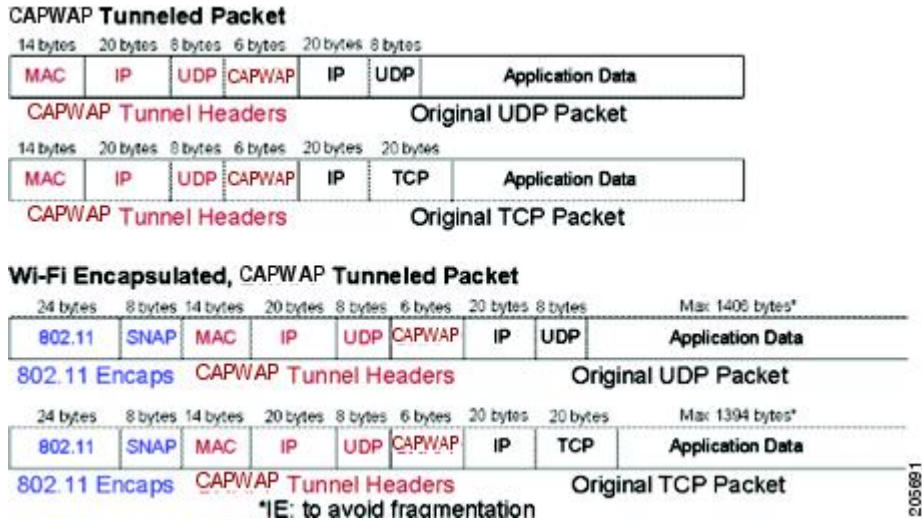 CAPWAP Tunneled Packet
14 bytes 20 bytes 8 bytes 6 bytes 20 bytes 8 bytes
MAC IP UDP CAPWAP IP UDP Application Data
CAPWAP Tunnel Headers Original UDP Packet
14 bytes 20 bytes 8 bytes 6 bytes 20 bytes 20 bytes
MAC IP UDP CAPWAP IP TCP Application Data
CAPWAP Tunnel Headers Original TCP Packet
Wi-Fi Encapsulated, CAPWAP Tunneled Packet
24 bytes 8 bytes 14 bytes 20 bytes 8 bytes 6 bytes 20 bytes 8 bytes Max 1406 bytes*
802.11 SNAP MAC IP UDP CAPWAP IP UDP Application Data
802.11 Encaps CAPWAP Tunnel Headers Original UDP Packet
24 bytes 8 bytes 14 bytes 20 bytes 8 bytes 6 bytes 20 bytes 20 bytes Max 1394 bytes*
802.11 SNAP MAC IP UDP CAPWAP IP TCP Application Data
802.11 Encaps CAPWAP Tunnel Headers Original TCP Packet
*IE: to avoid fragmentation
205691